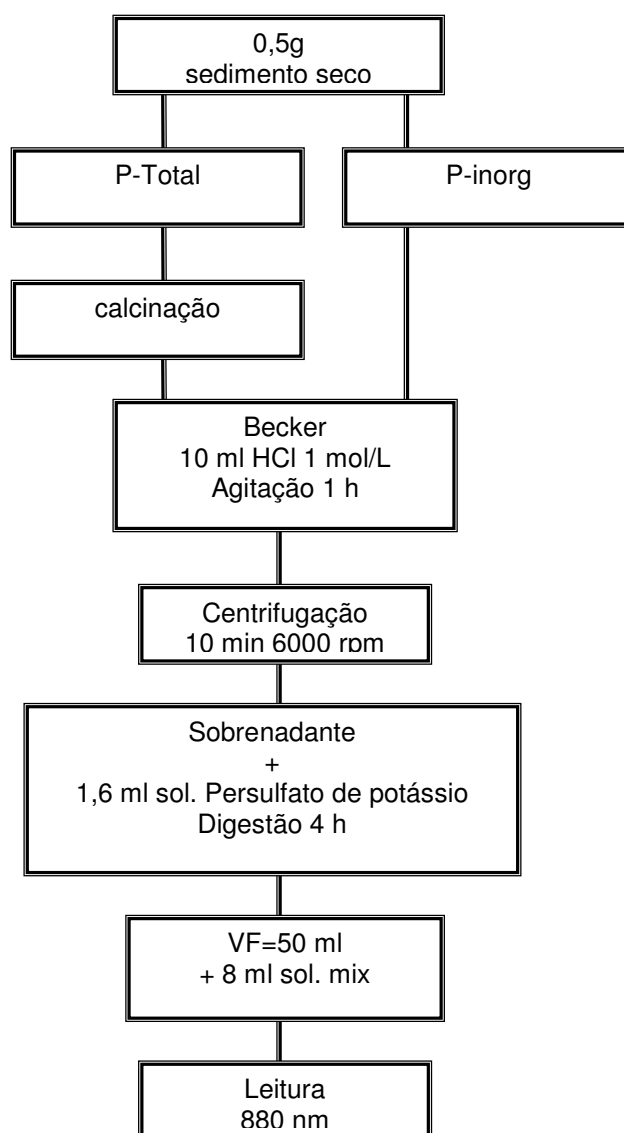 0,5g
sedimento seco
P-Total
P-inorg
calcinação
Becker
10 ml HCl 1 mol/L
Agitação 1 h
Centrifugação
10 min 6000 rpm
Sobrenadante
+
1,6 ml sol. Persulfato de potássio
Digestão 4 h
VF=50 ml
+ 8 ml sol. mix
Leitura
880 nm